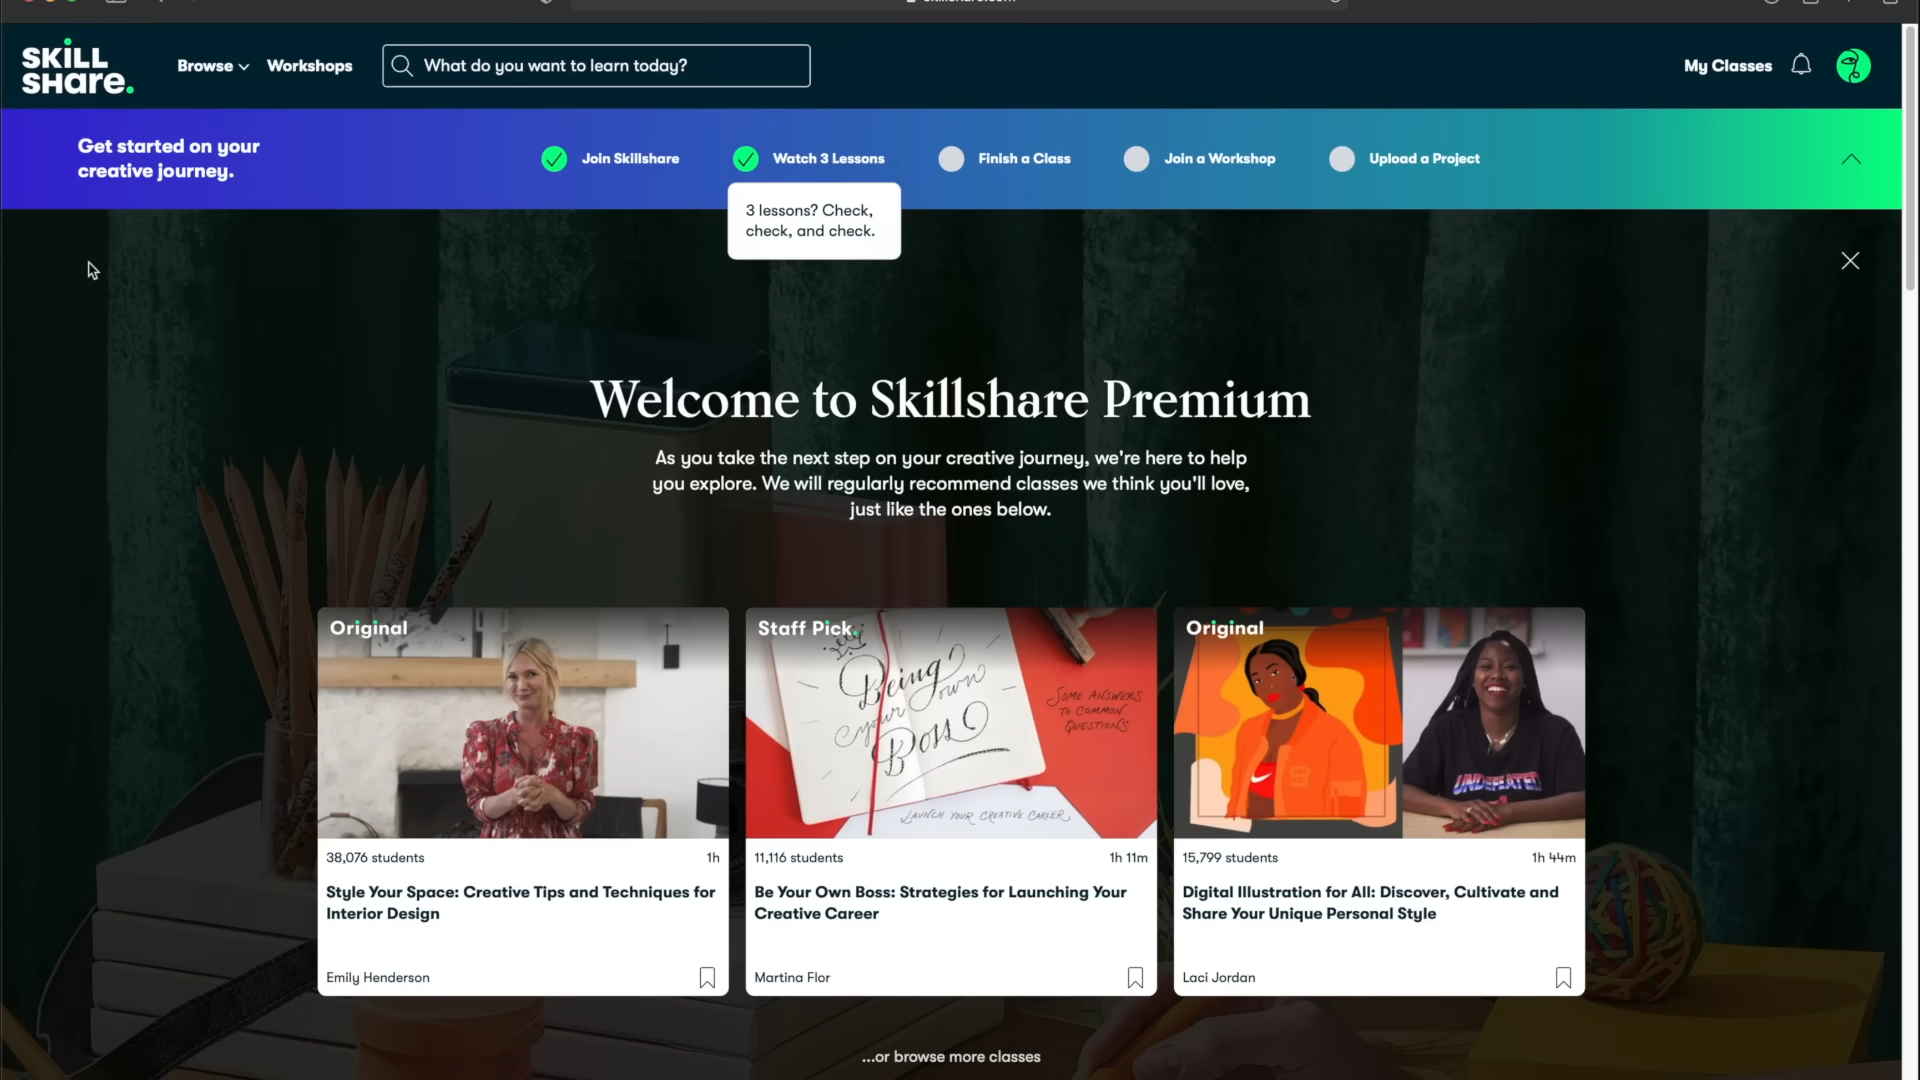 SKILL
SHare.
Browse
Workshops
What do you want to learn today?
My Classes
Get started on your
creative journey.
Join Skillshare
Watch 3 Lessons
Finish a Class
Join a Workshop
Upload a Project
3 lessons? Check,
check, and check.
Welcome to Skillshare Premium
As you take the next step on your creative journey, we're here to help
you explore. We will regularly recommend classes we think you'll love,
just like the ones below.
Original
38,076 students
1h
Style Your Space: Creative Tips and Techniques for
Interior Design
Emily Henderson
Staff Pick.
Being
your own
Boss
SOME ANSWERS
TO COMMON
QUESTIONS
LAUNCH YOUR CREATIVE CAREER
11,116 students
1h 11m
Be Your Own Boss: Strategies for Launching Your
Creative Career
Martina Flor
Original
UNDEFEATED
15,799 students
1h 44m
Digital Illustration for All: Discover, Cultivate and
Share Your Unique Personal Style
Laci Jordan
...or browse more classes